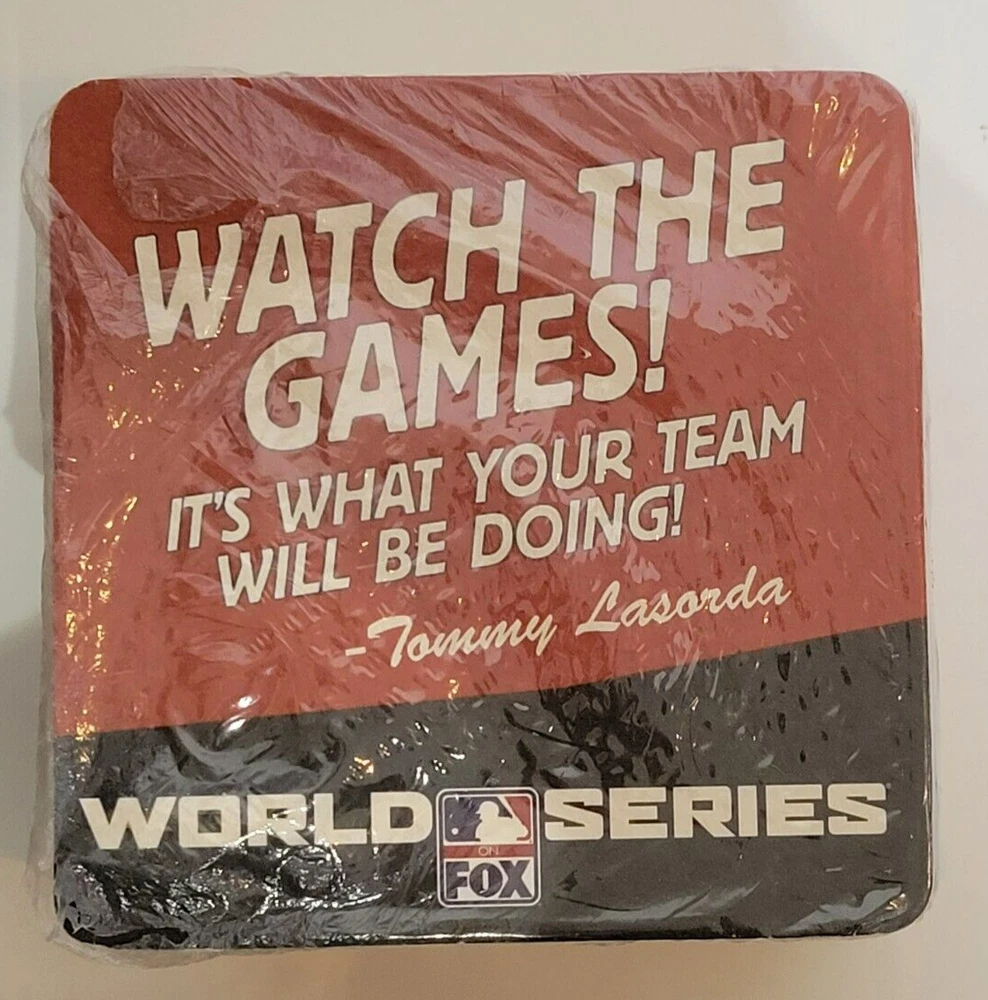 WATCH THE
GAMES!
IT'S WHAT YOUR TEAM
WILL BE DOING!
-Tommy Lasorda
WORLD SERIES
ON
FOX